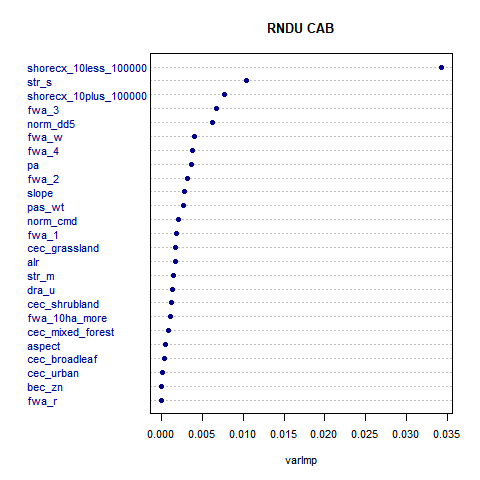 RNDU CAB
shorecx_10less_100000
str_s
shorecx_10plus_100000
fwa_3
norm_dd5
fwa_w
fwa_4
pa
fwa_2
slope
pas_wt
norm_cmd
fwa_1
cec_grassland
alr
str_m
dra_u
cec_shrubland
fwa_10ha_more
cec_mixed_forest
aspect
cec_broadleaf
cec_urban
bec_zn
fwa_r
0.000 0.005 0.010 0.015 0.020 0.025 0.030 0.035
varImp